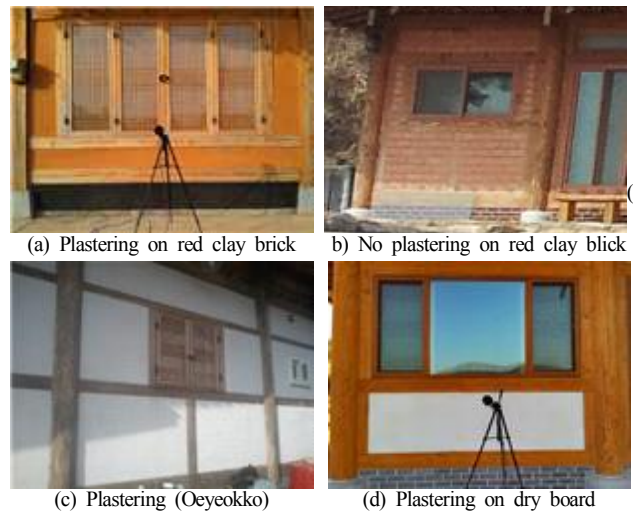 (a) Plastering on red clay brick
(b) No plastering on red clay blick
(c) Plastering (Oeyeokko)
(d) Plastering on dry board